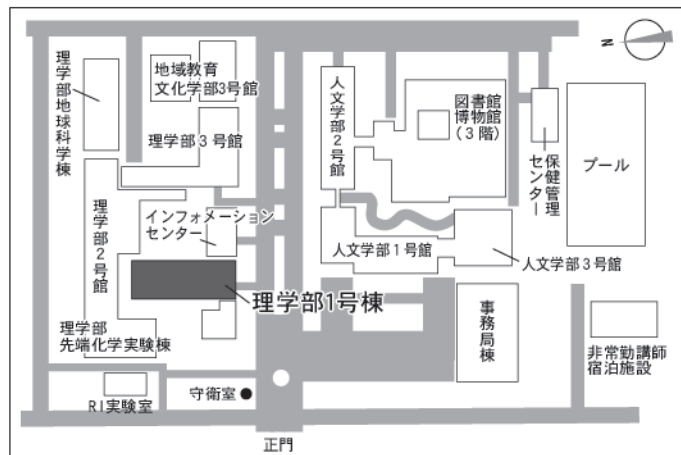 N
理学部地球科学棟
地域教育
文化学部3号館
人文学部2号館
図書館
博物館
(3階)
保健管理
センター
プール
理学部3号館
理学部2号館
インフォメーション
センター
人文学部1号館
人文学部3号館
理学部1号棟
事務局棟
理学部
先端化学実験棟
非常勤講師
宿泊施設
RI実験室
守衛室
正門